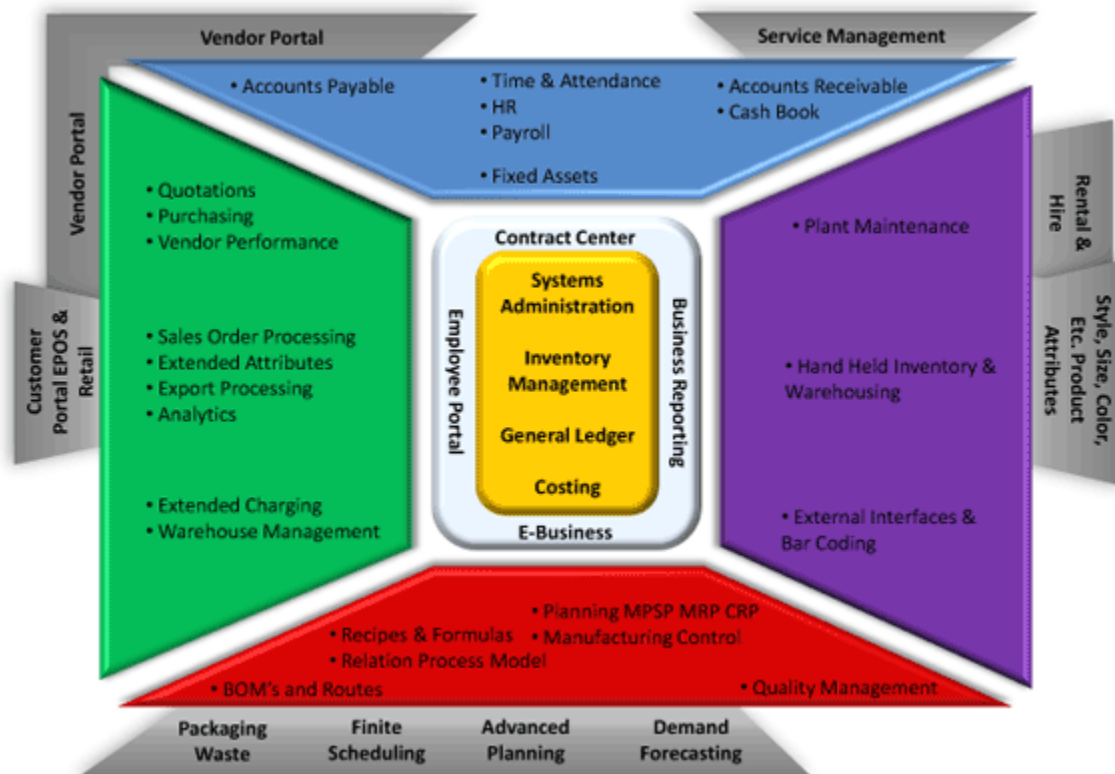 Vendor Portal
Service Management
• Accounts Payable
• Time & Attendance
• HR
• Payroll
• Fixed Assets
• Accounts Receivable
• Cash Book
Vendor Portal
Customer
Portal EPOS &
Retail
• Quotations
• Purchasing
• Vendor Performance
• Sales Order Processing
• Extended Attributes
• Export Processing
• Analytics
• Extended Charging
• Warehouse Management
Contract Center
Employee Portal
Systems
Administration
Inventory
Management
General Ledger
Costing
Business Reporting
E-Business
• Plant Maintenance
• Hand Held Inventory &
Warehousing
• External Interfaces &
Bar Coding
Rental &
Hire
Style, Size, Color,
Etc. Product
Attributes
• Planning MPSP MRP CRP
• Manufacturing Control
• Recipes & Formulas
• Relation Process Model
• BOM's and Routes
• Quality Management
Packaging
Waste
Finite
Scheduling
Advanced
Planning
Demand
Forecasting